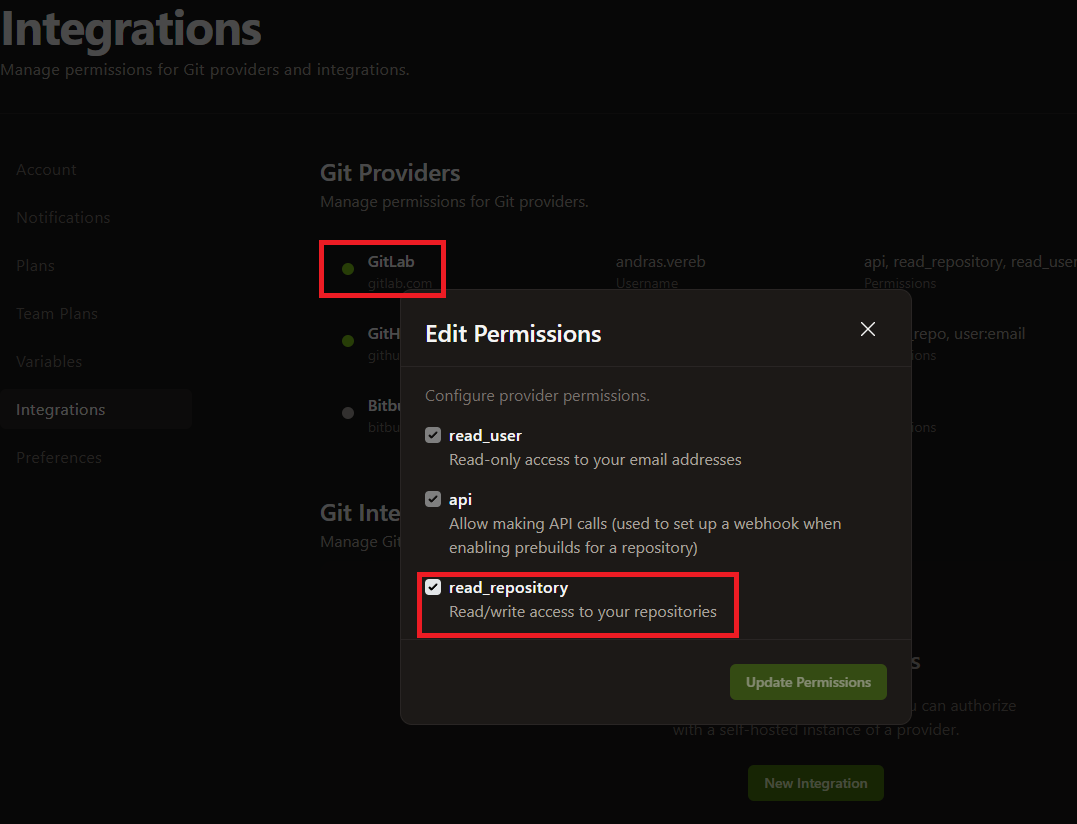 Integrations
Manage permissions for Git providers and integrations.
Account
Notifications
Plans
Team Plans
Variables
Integrations
Preferences
Git Providers
Manage permissions for Git providers.
GitLab
gitlab.com
andras.vereb
Username
api, read_repository, read_user
Permissions
GitH
githu
_repo, user:email
ons
Bitbu
bitbu
ons
Git Inte
Manage Git
Edit Permissions
Configure provider permissions.
read_user
Read-only access to your email addresses
api
Allow making API calls (used to set up a webhook when
enabling prebuilds for a repository)
read_repository
Read/write access to your repositories
Update Permissions
s
u can authorize
with a self-hosted instance of a provider.
New Integration